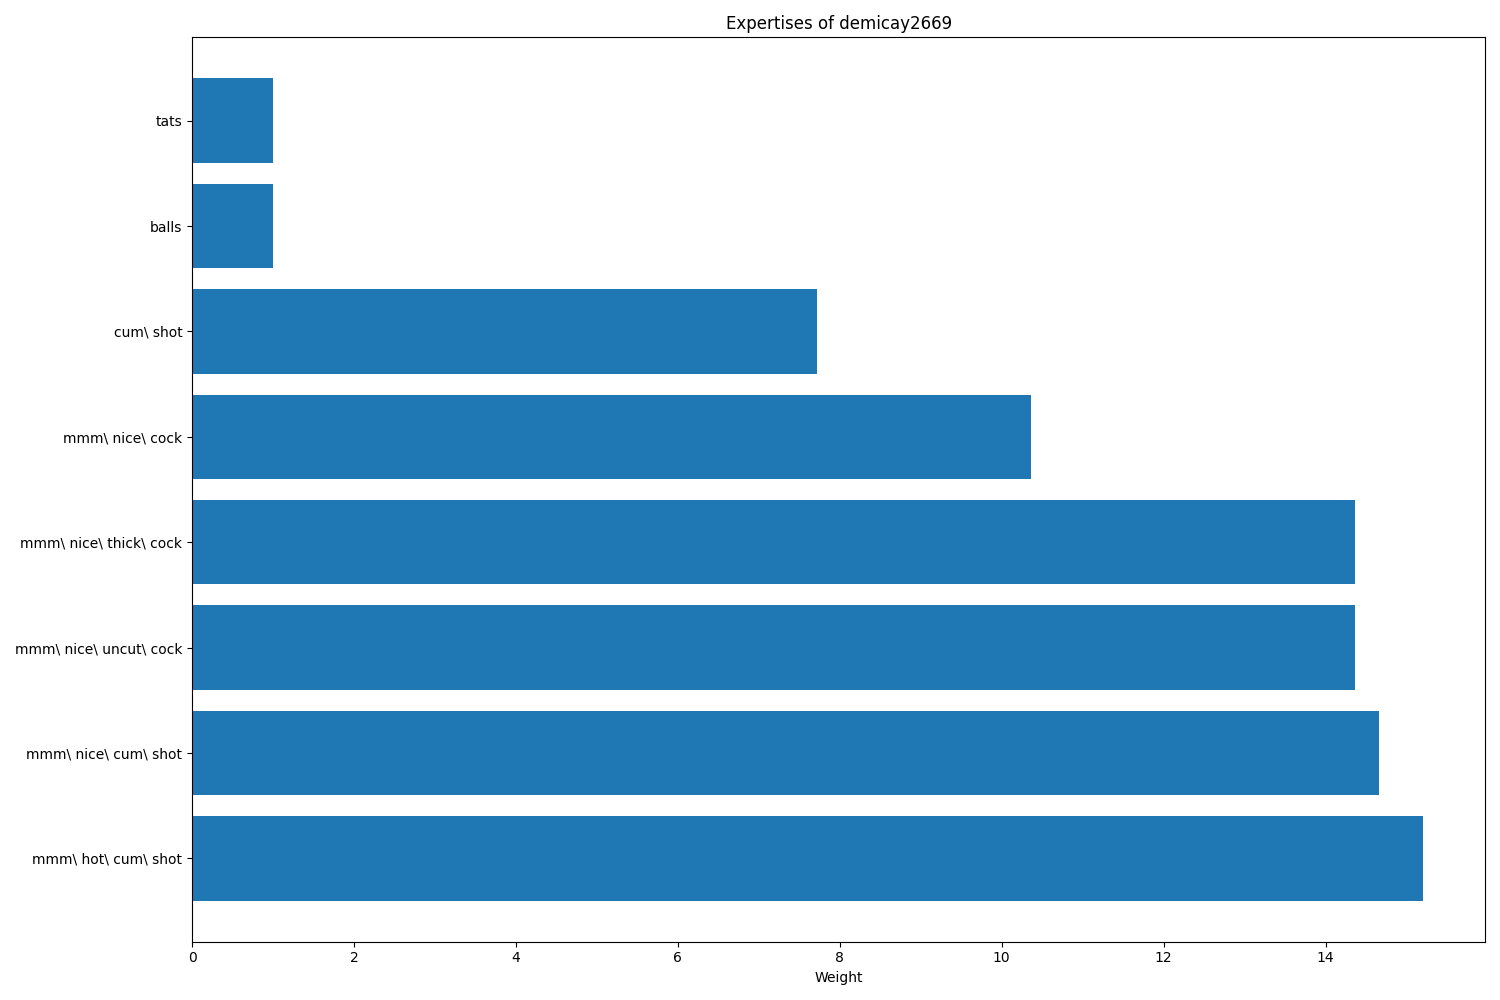 Expertises of demicay2669
tats
balls
cum\ shot
mmm\ nice\ cock
mmm\ nice\ thick\ cock
mmm\ nice\ uncut\ cock
mmm\ nice\ cum\ shot
mmm\ hot\ cum\ shot
0 2 4 6 8 10 12 14
Weight